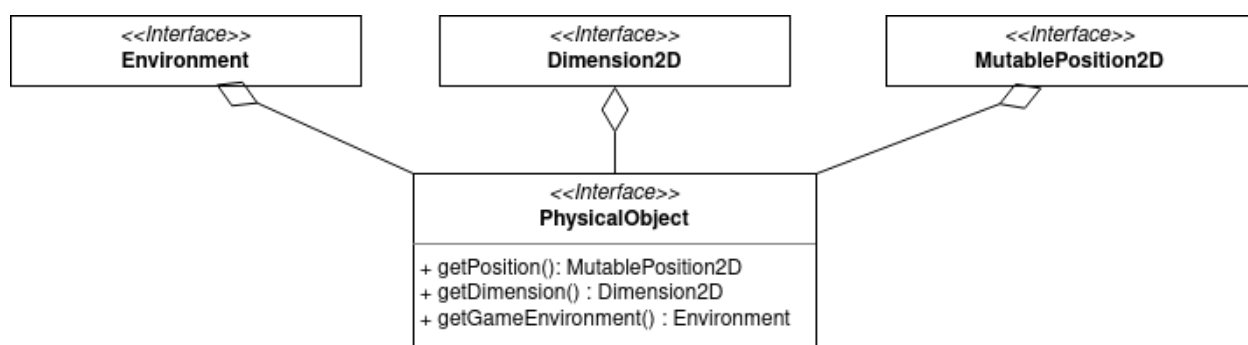 <<Interface>>
Environment
<<Interface>>
Dimension2D
<<Interface>>
MutablePosition2D
<<Interface>>
PhysicalObject
+ getPosition(): MutablePosition2D
+ getDimension() : Dimension2D
+ getGameEnvironment() : Environment